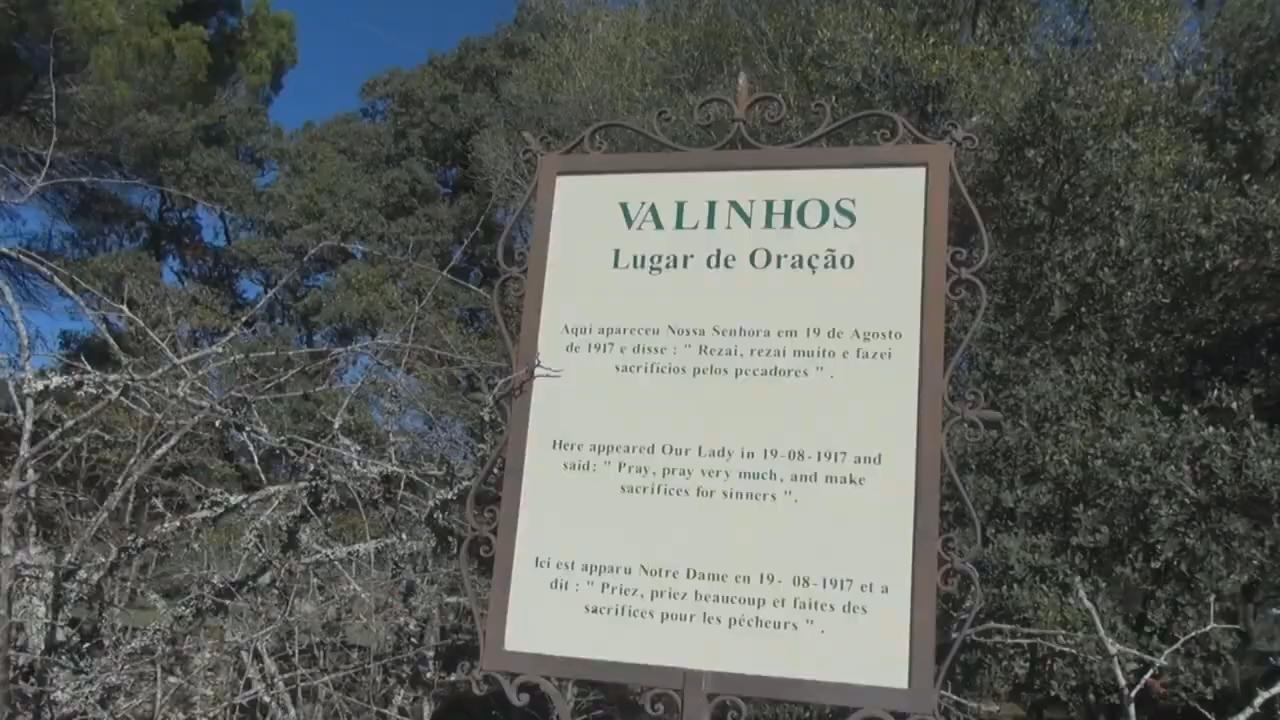 VALINHOS
Lugar de Oração
Aqui apareceu Nossa Senhora em 19 de Agosto
de 1917 e disse : " Rezai, rezai muito e fazei
sacrifícios pelos pecadores " .
Here appeared Our Lady in 19-08-1917 and
said: " Pray, pray very much, and make
sacrifices for sinners ".
Ici est apparu Notre Dame en 19- 08-1917 et a
dit : " Priez, priez beaucoup et faites des
sacrifices pour les pécheurs " .